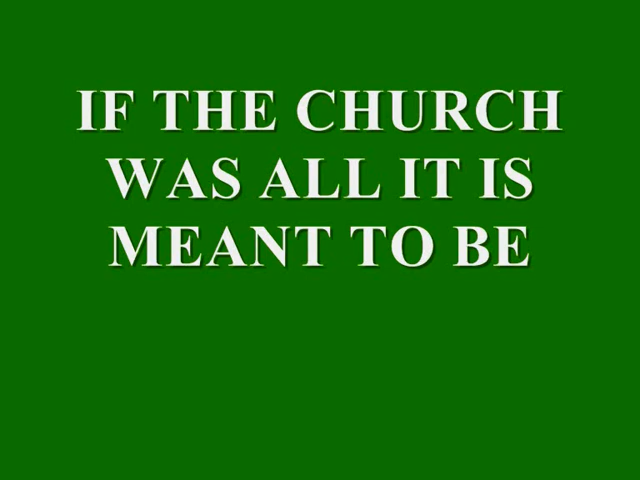 IF THE CHURCH
WAS ALL IT IS
MEANT TO BE